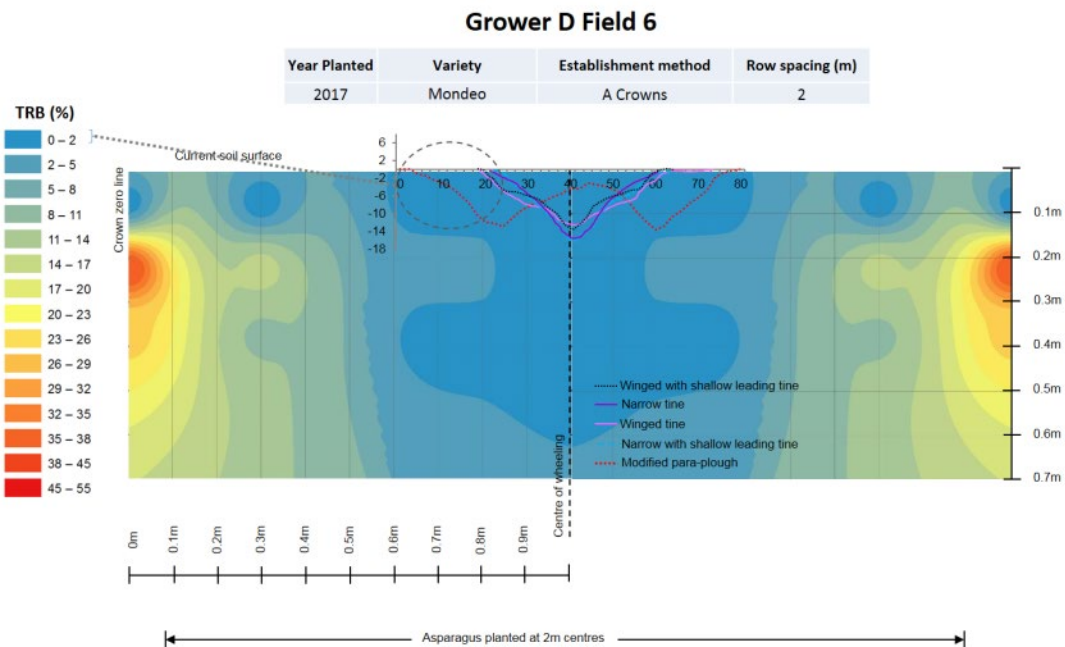 Grower D Field 6
Year Planted Variety Establishment method Row spacing (m)
2017 Mondeo A Crowns 2
TRB (%)
0 – 2
2 – 5
5 – 8
8 – 11
11 – 14
14 – 17
17 – 20
20 – 23
23 – 26
26 – 29
29 – 32
32 – 35
35 – 38
38 – 45
45 – 55
Current soil surface
Crown zero line
6
2
-2
-6
-10
-14
-18
0 10 20 30 40 50 60 70 80
0.1m
0.2m
0.3m
0.4m
0.5m
0.6m
0.7m
Winged with shallow leading tine
Narrow tine
Winged tine
Narrow with shallow leading tine
Modified para-plough
Centre of wheeling
0m 0.1m 0.2m 0.3m 0.4m 0.5m 0.6m 0.7m 0.8m 0.9m
Asparagus planted at 2m centres